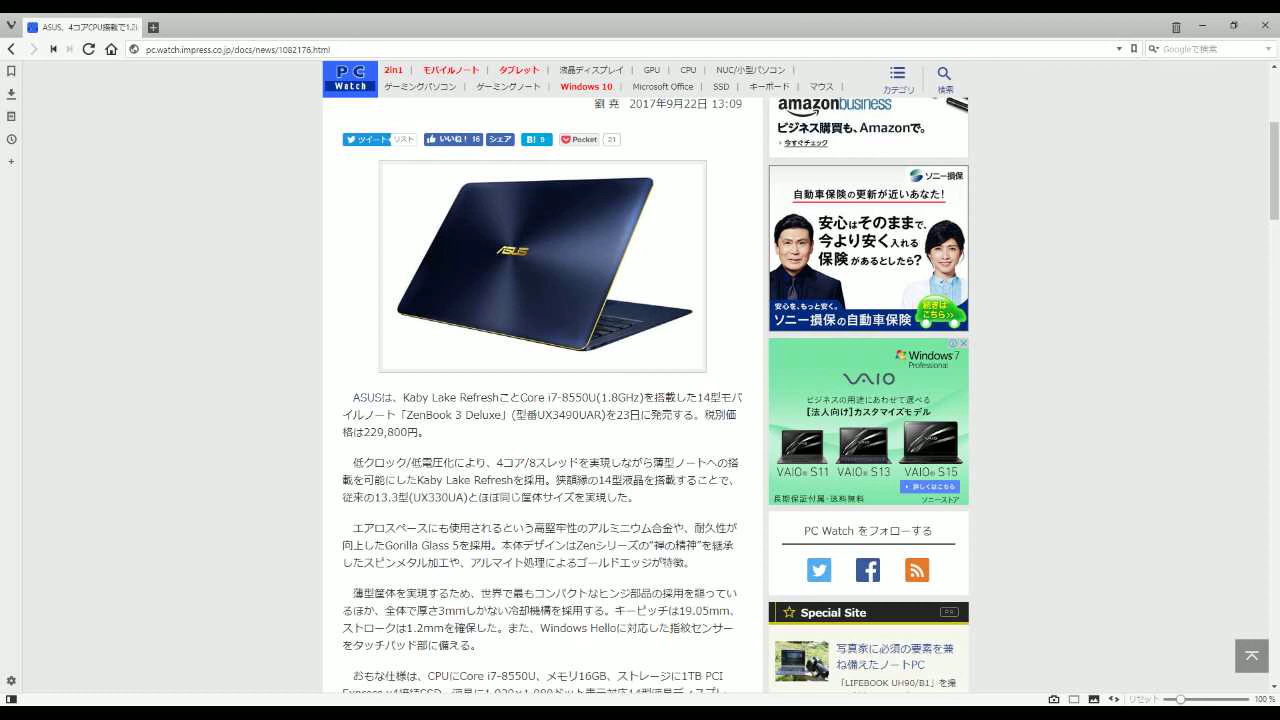 ASUS、4コアCPU搭載で1.2
pc.watch.impress.co.jp/docs/news/1082176.html
Googleで検索
PC Watch
2in1 | モバイルノート | タブレット | 液晶ディスプレイ | GPU | CPU | NUC/小型パソコン |
ゲーミングパソコン | ゲーミングノート | Windows 10 | Microsoft Office | SSD | キーボード | マウス |
カテゴリ
検索
劉 尭 2017年9月22日 13:09
ツイート リスト いいね! 16 シェア B! 9 Pocket 21
ASUS
ASUSは、Kaby Lake RefreshことCore i7-8550U(1.8GHz)を搭載した14型モバ
イルノート「ZenBook 3 Deluxe」(型番UX3490UAR)を23日に発売する。税別価
格は229,800円。
低クロック/低電圧化により、4コア/8スレッドを実現しながら薄型ノートへの搭
載を可能にしたKaby Lake Refreshを採用。狭額縁の14型液晶を搭載することで、
従来の13.3型(UX330UA)とほぼ同じ筐体サイズを実現した。
エアロスペースにも使用されるという高堅牢性のアルミニウム合金や、耐久性が
向上したGorilla Glass 5を採用。本体デザインはZenシリーズの“禅の精神”を継承
したスピンメタル加工や、アルマイト処理によるゴールドエッジが特徴。
薄型筐体を実現するため、世界で最もコンパクトなヒンジ部品の採用を謳ってい
るほか、全体で厚さ3mmしかない冷却機構を採用する。キーピッチは19.05mm、
ストロークは1.2mmを確保した。また、Windows Helloに対応した指紋センサー
をタッチパッド部に備える。
おもな仕様は、CPUにCore i7-8550U、メモリ16GB、ストレージに1TB PCI
amazonbusiness
ビジネス購買も、Amazonで。
今すぐチェック
ソニー損保
自動車保険の更新が近いあなた!
安心はそのままで、
今より安く入れる
保険があるとしたら?
安心を、もっと安く。
ソニー損保の自動車保険
続きは
こちら>>
Windows 7
Professional
VAIO
ビジネスの用途にあわせて選べる
【法人向け】カスタマイズモデル
VAIO S11 VAIO S13 VAIO S15
詳しくはこちら
長期保証付属・送料無料 ソニーストア
PC Watch をフォローする
Special Site PR
写真家に必須の要素を兼
ね備えたノートPC
「LIFEBOOK UH90/B1」を撮
リセット 100 %